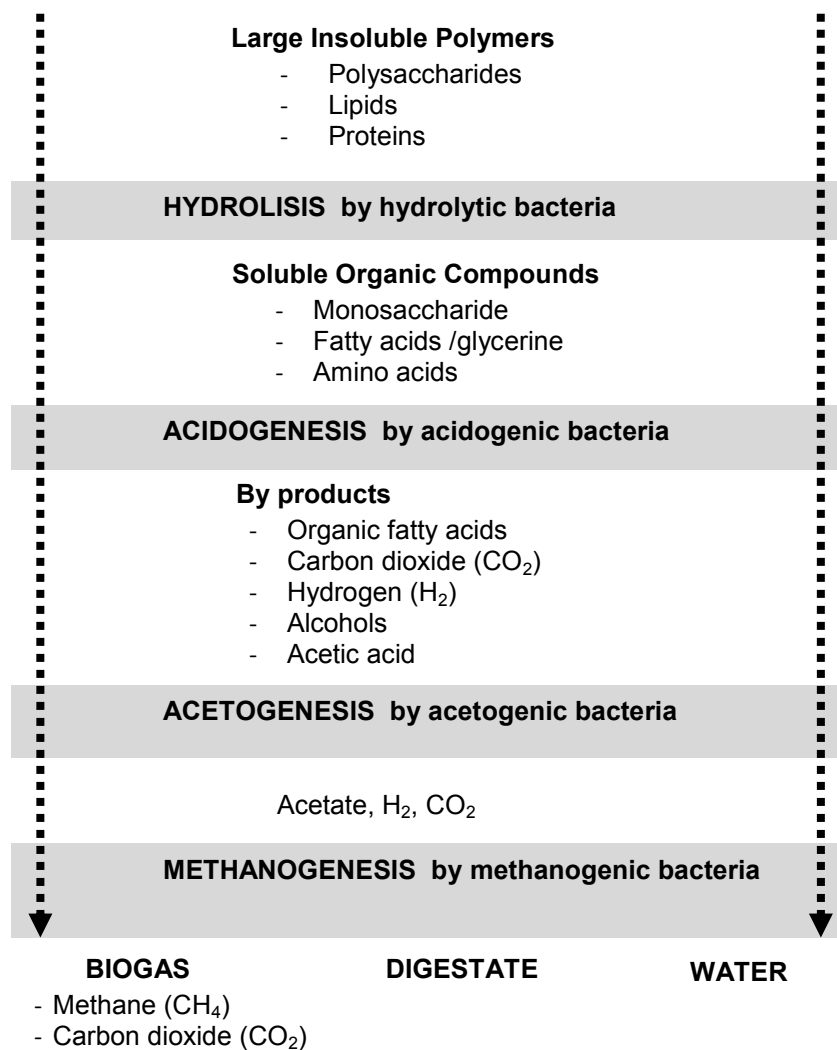 Large Insoluble Polymers
- Polysaccharides
- Lipids
- Proteins
HYDROLISIS by hydrolytic bacteria
Soluble Organic Compounds
- Monosaccharide
- Fatty acids /glycerine
- Amino acids
ACIDOGENESIS by acidogenic bacteria
By products
- Organic fatty acids
- Carbon dioxide (CO₂)
- Hydrogen (H₂)
- Alcohols
- Acetic acid
ACETOGENESIS by acetogenic bacteria
Acetate, H₂, CO₂
METHANOGENESIS by methanogenic bacteria
BIOGAS DIGESTATE WATER
- Methane (CH₄)
- Carbon dioxide (CO₂)